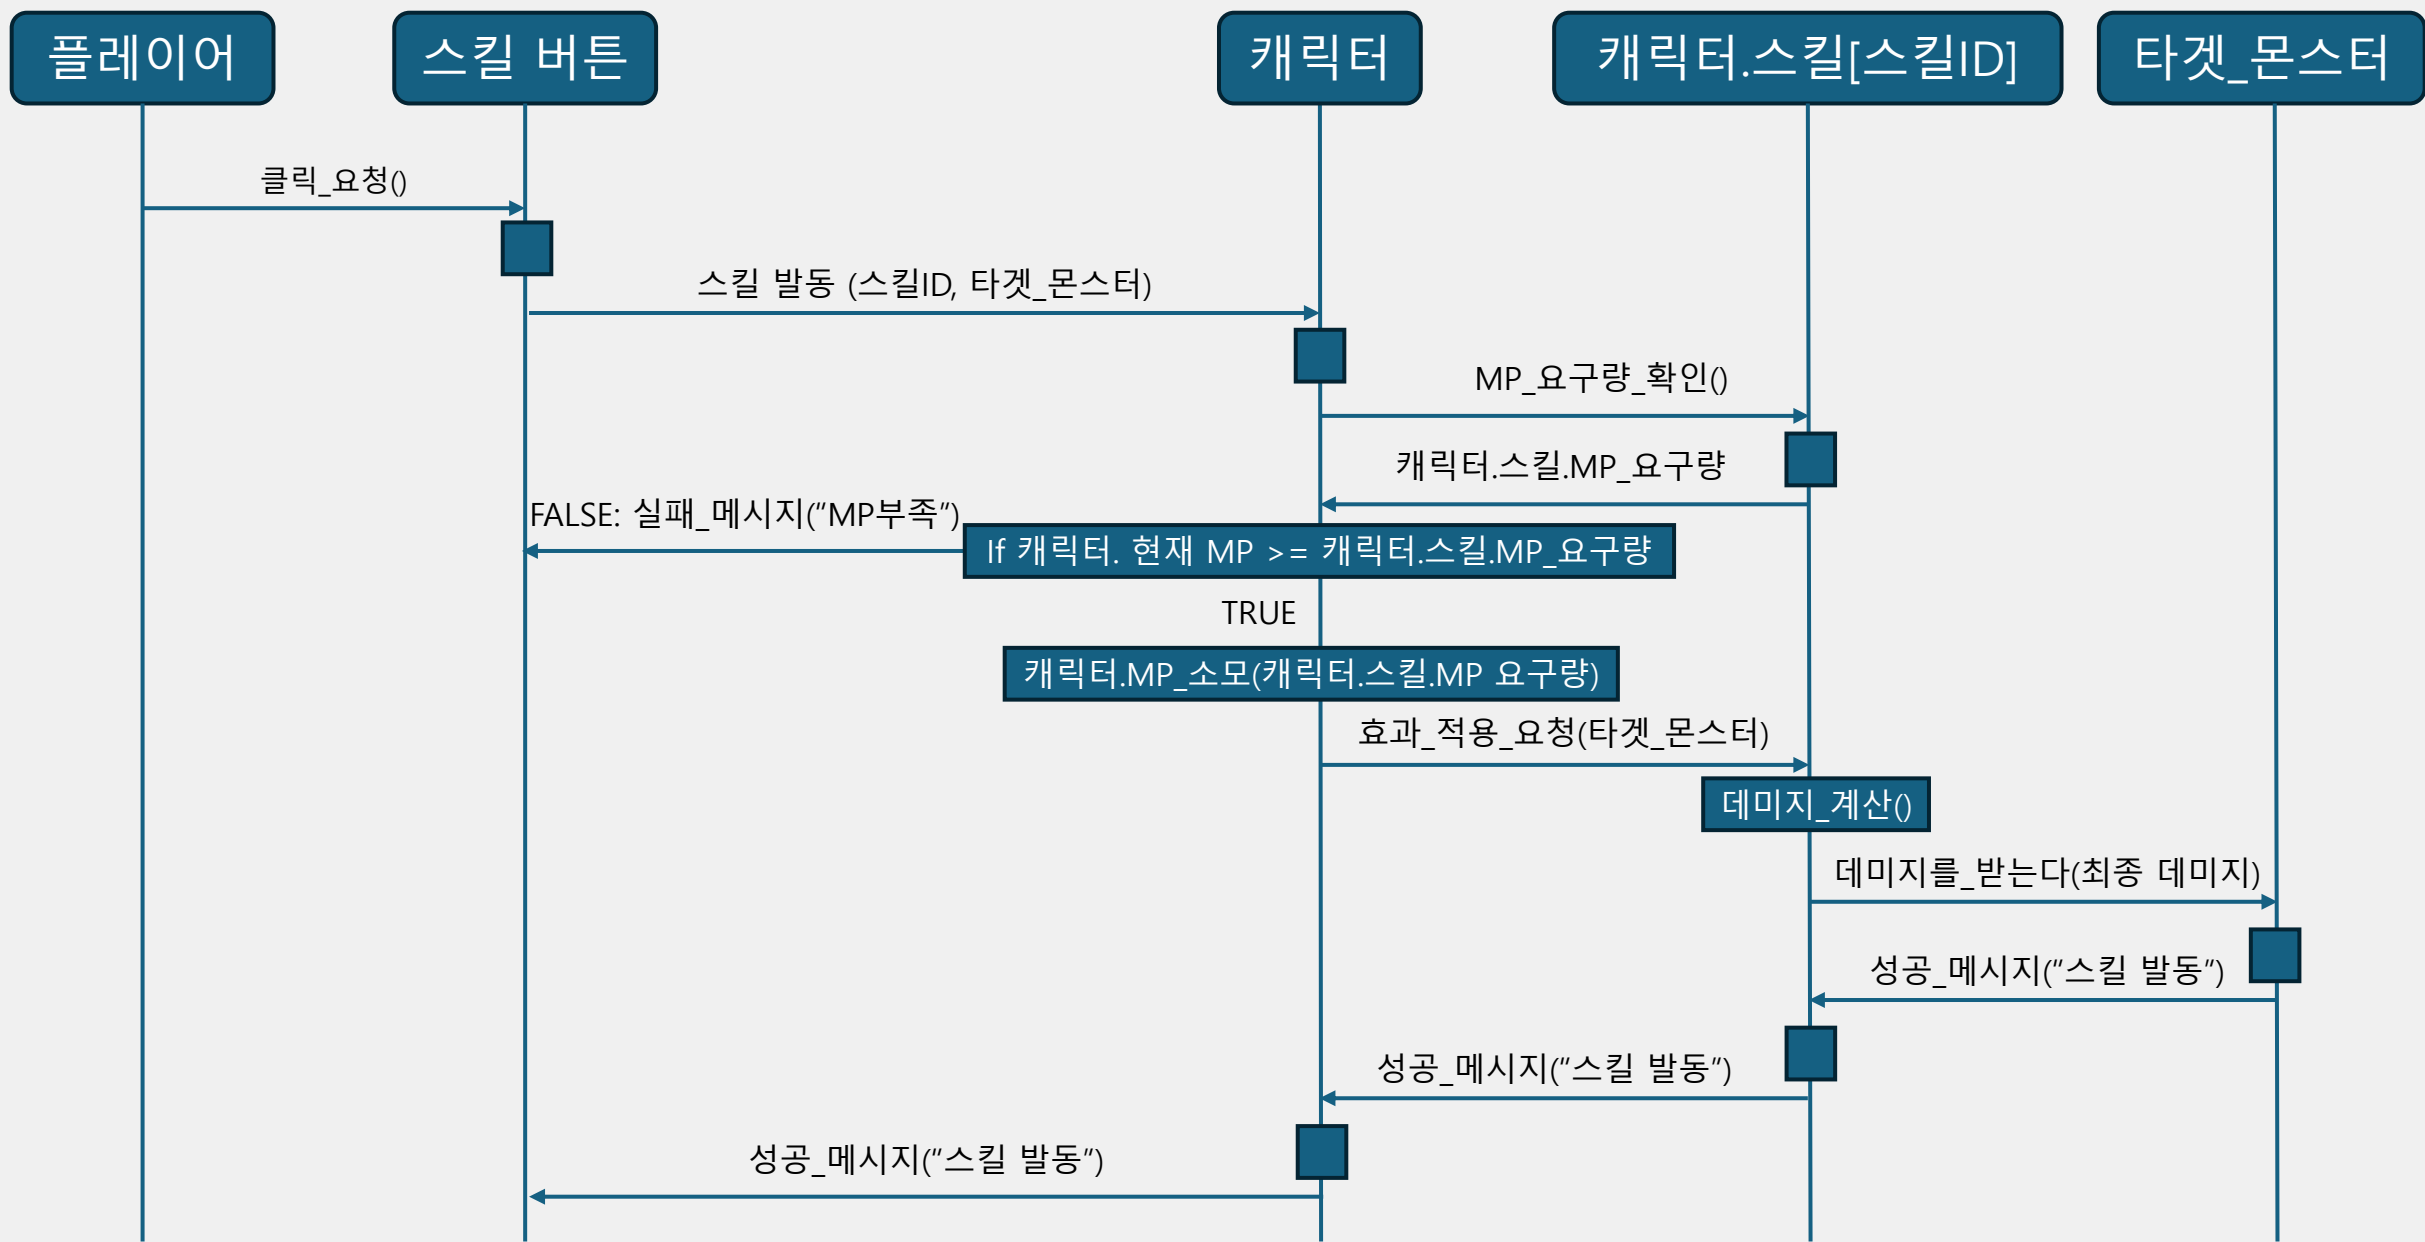 플레이어
스킬 버튼
캐릭터
캐릭터.스킬[스킬ID]
타겟_몬스터
클릭_요청()
스킬 발동 (스킬ID, 타겟_몬스터)
MP_요구량_확인()
캐릭터.스킬.MP_요구량
FALSE: 실패_메시지(“MP부족”)
If 캐릭터. 현재 MP >= 캐릭터.스킬.MP_요구량
TRUE
캐릭터.MP_소모(캐릭터.스킬.MP 요구량)
효과_적용_요청(타겟_몬스터)
데미지_계산()
데미지를_받는다(최종 데미지)
성공_메시지(“스킬 발동”)
성공_메시지(“스킬 발동”)
성공_메시지(“스킬 발동”)